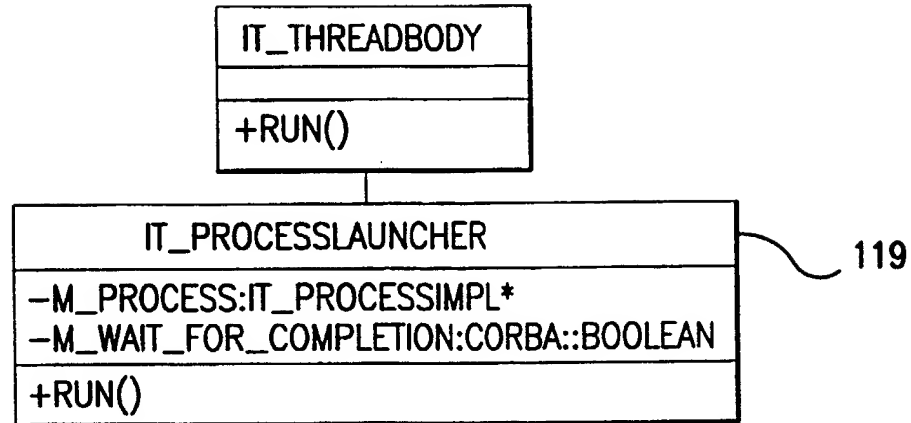 IT_THREADBODY
+RUN()
IT_PROCESSLAUNCHER
119
-M_PROCESS:IT_PROCESSIMPL*
-M_WAIT_FOR_COMPLETION:CORBA::BOOLEAN
+RUN()